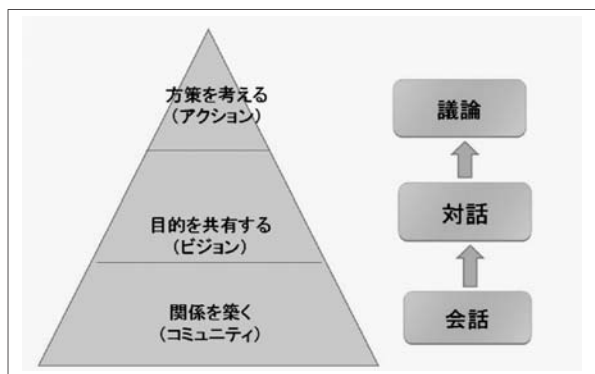 方策を考える
(アクション)
目的を共有する
(ビジョン)
関係を築く
(コミュニティ)
議論
対話
会話